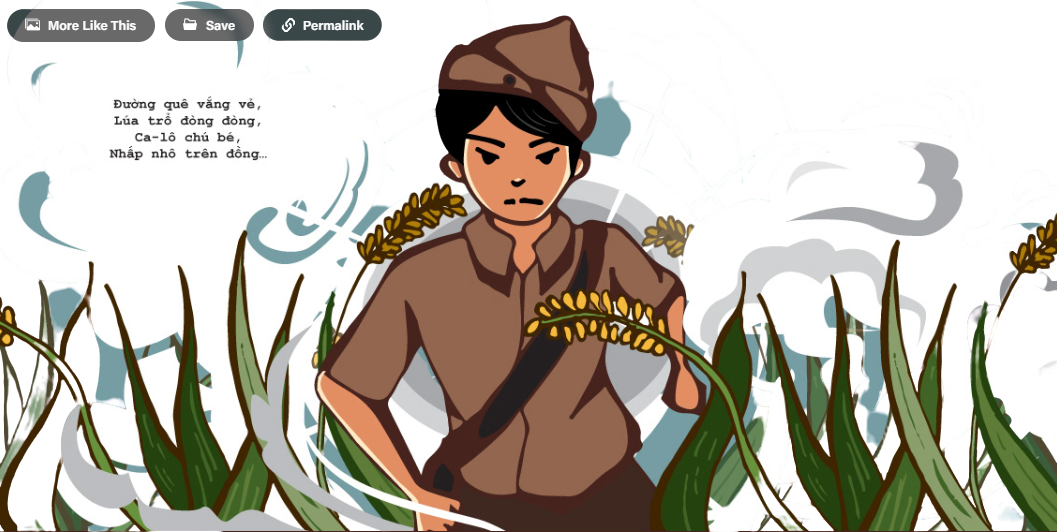 More Like This
Save
Permalink
Đường quê vắng vẻ,
Lúa trổ đòng đòng,
Ca-lô chú bé,
Nhấp nhô trên đồng…